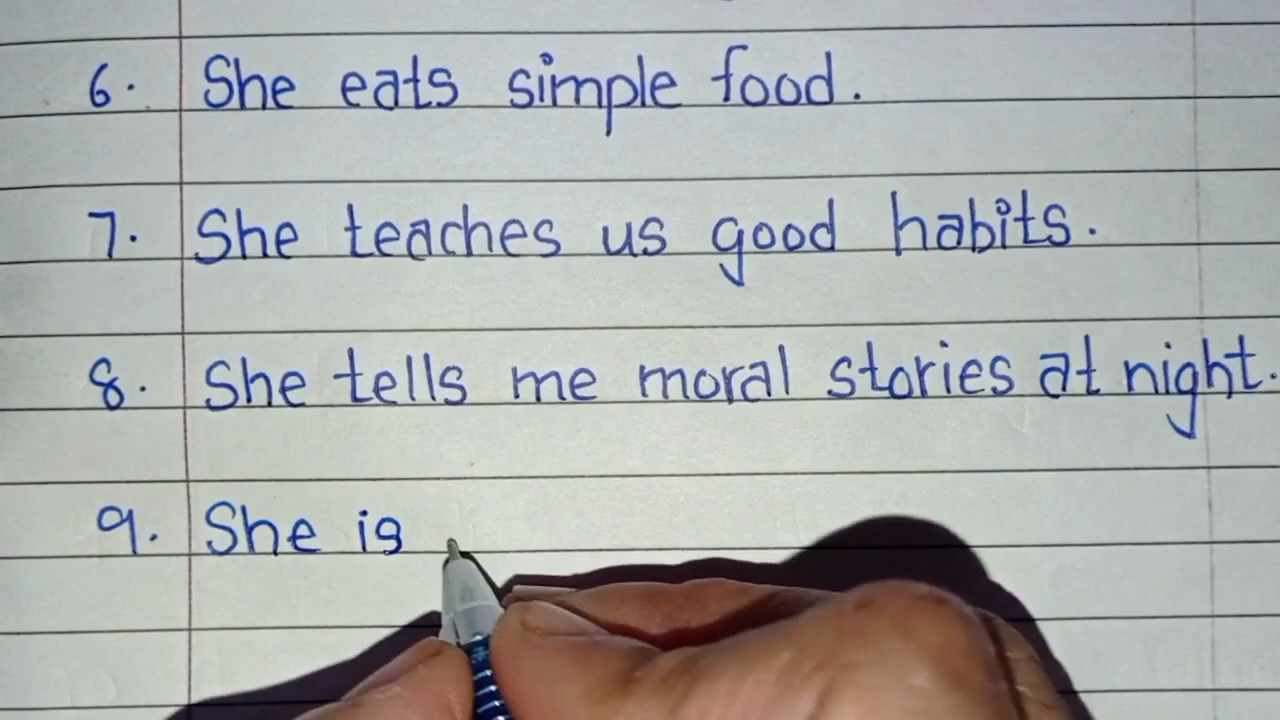 6. She eats simple food.
7. She teaches us good habits.
8. She tells me moral stories at night.
9. She is